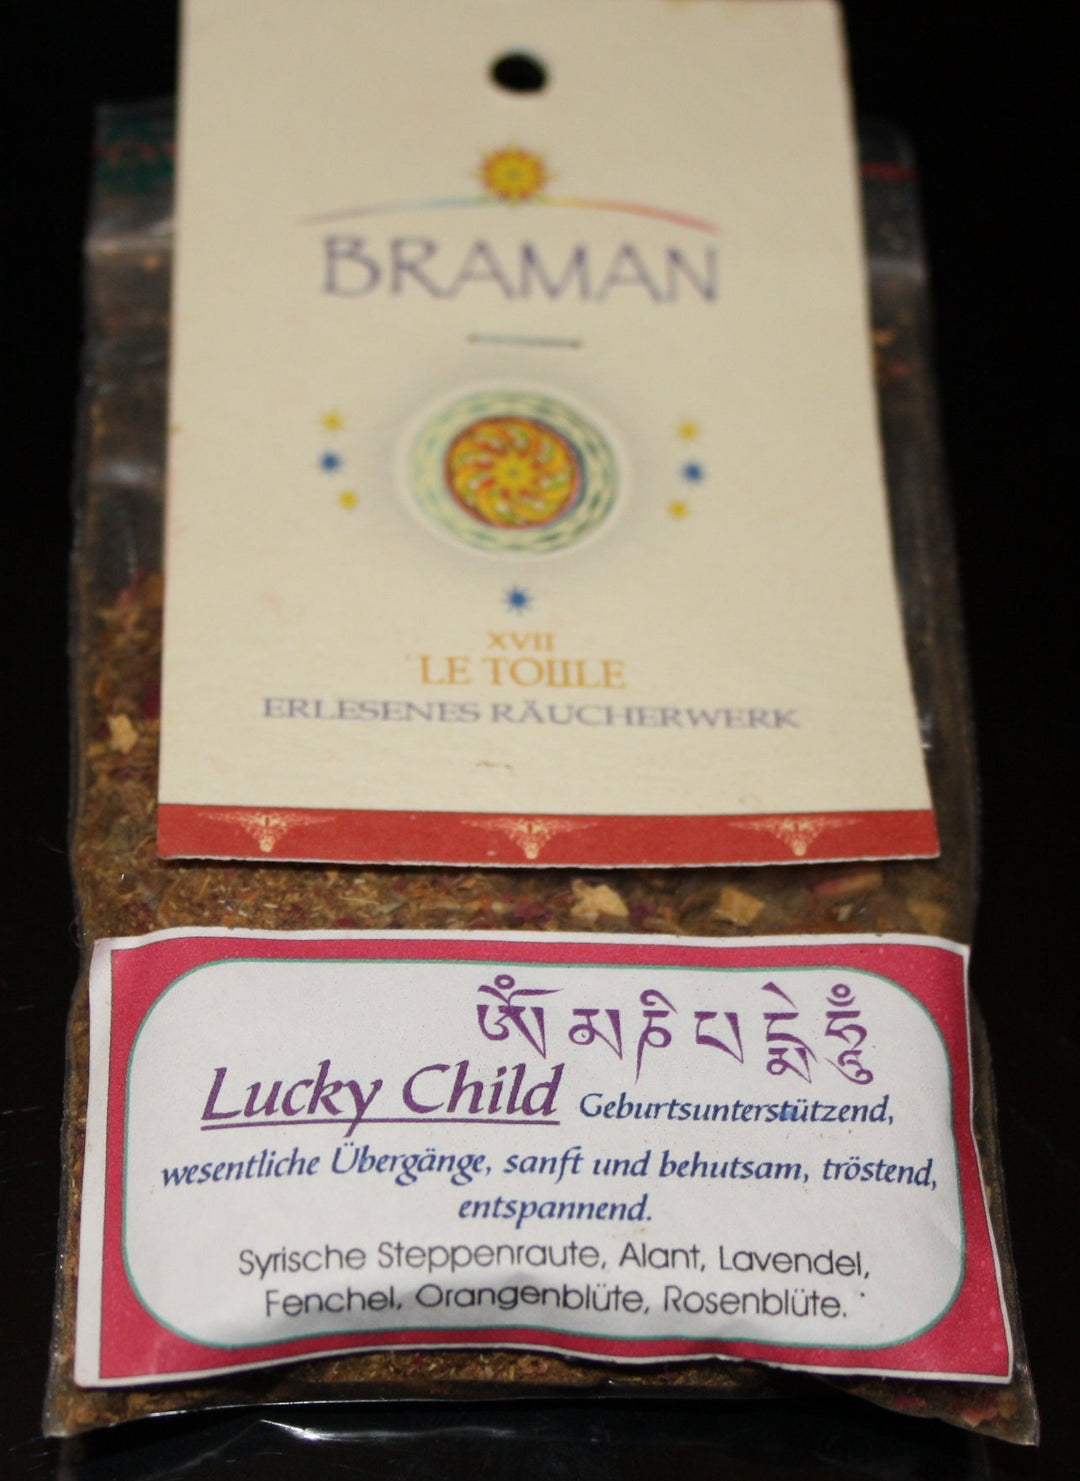 BRAMAN
XVII
LE TOILLE
ERLESENES RÄUCHERWERK
ཨོཾ མ ཎི པ དྨེ ཧཱུྃ
Lucky Child Geburtsunterstützend,
wesentliche Übergänge, sanft und behutsam, tröstend,
entspannend.
Syrische Steppenraute, Alant, Lavendel,
Fenchel, Orangenblüte, Rosenblüte.